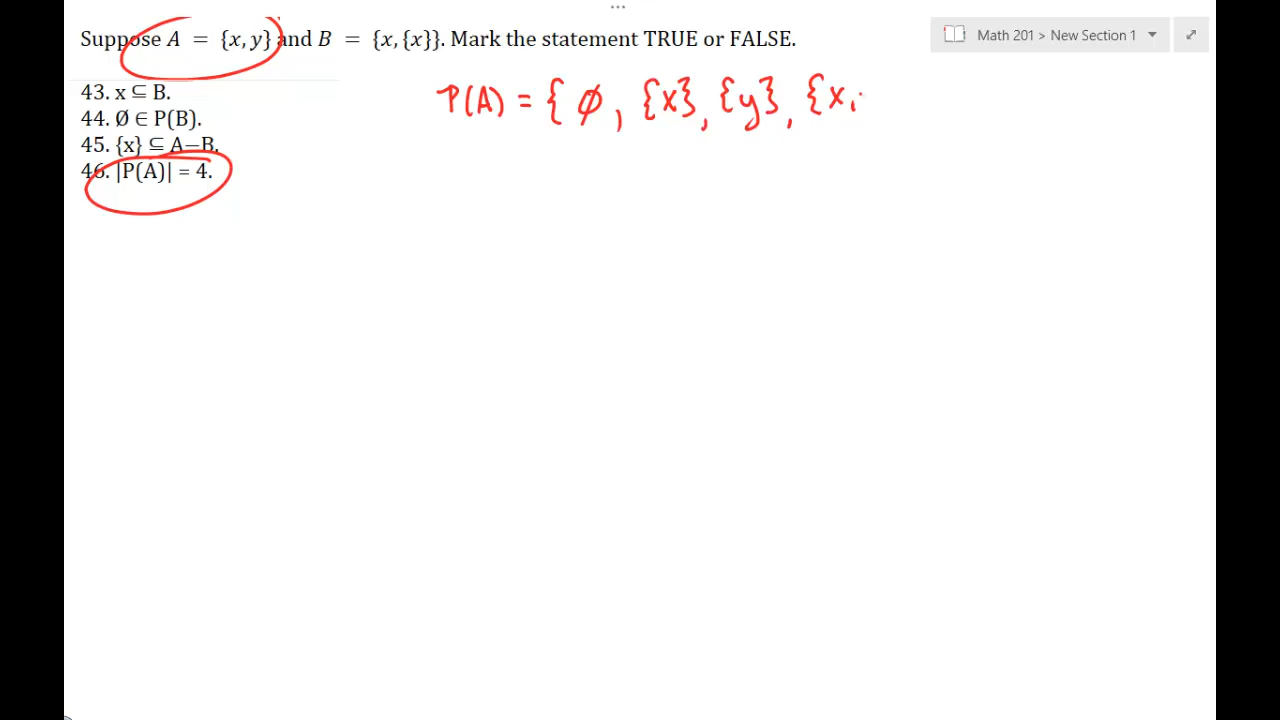 Suppose A = {x, y} and B = {x, {x}}. Mark the statement TRUE or FALSE.
Math 201 > New Section 1
43. x ⊆ B.
P(A) = { ∅, {x}, {y}, {x,
44. Ø ∈ P(B).
45. {x} ⊆ A−B.
46. |P(A)| = 4.